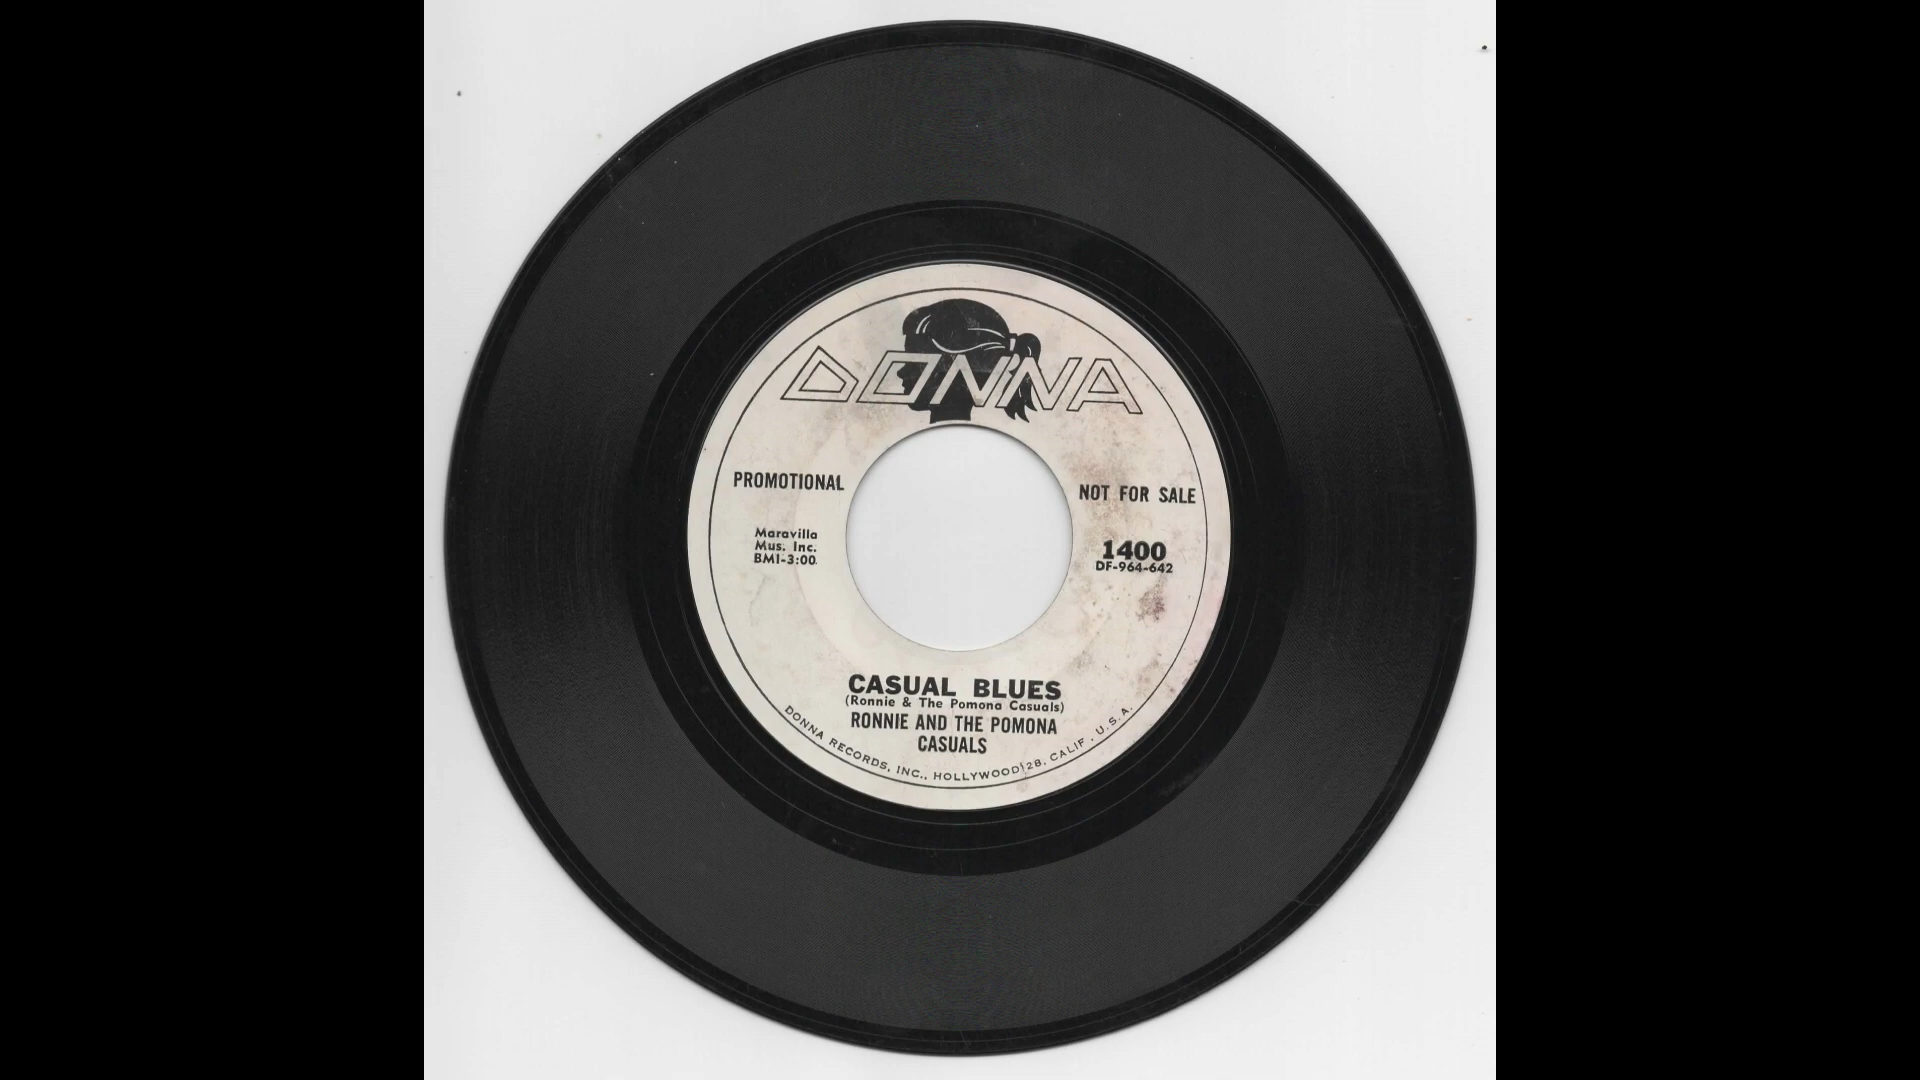 DONNA
PROMOTIONAL
NOT FOR SALE
Maravilla
Mus. Inc.
BMI-3:00
1400
DF-964-642
CASUAL BLUES
(Ronnie & The Pomona Casuals)
RONNIE AND THE POMONA
CASUALS
DONNA RECORDS, INC., HOLLYWOOD 28, CALIF., U.S.A.